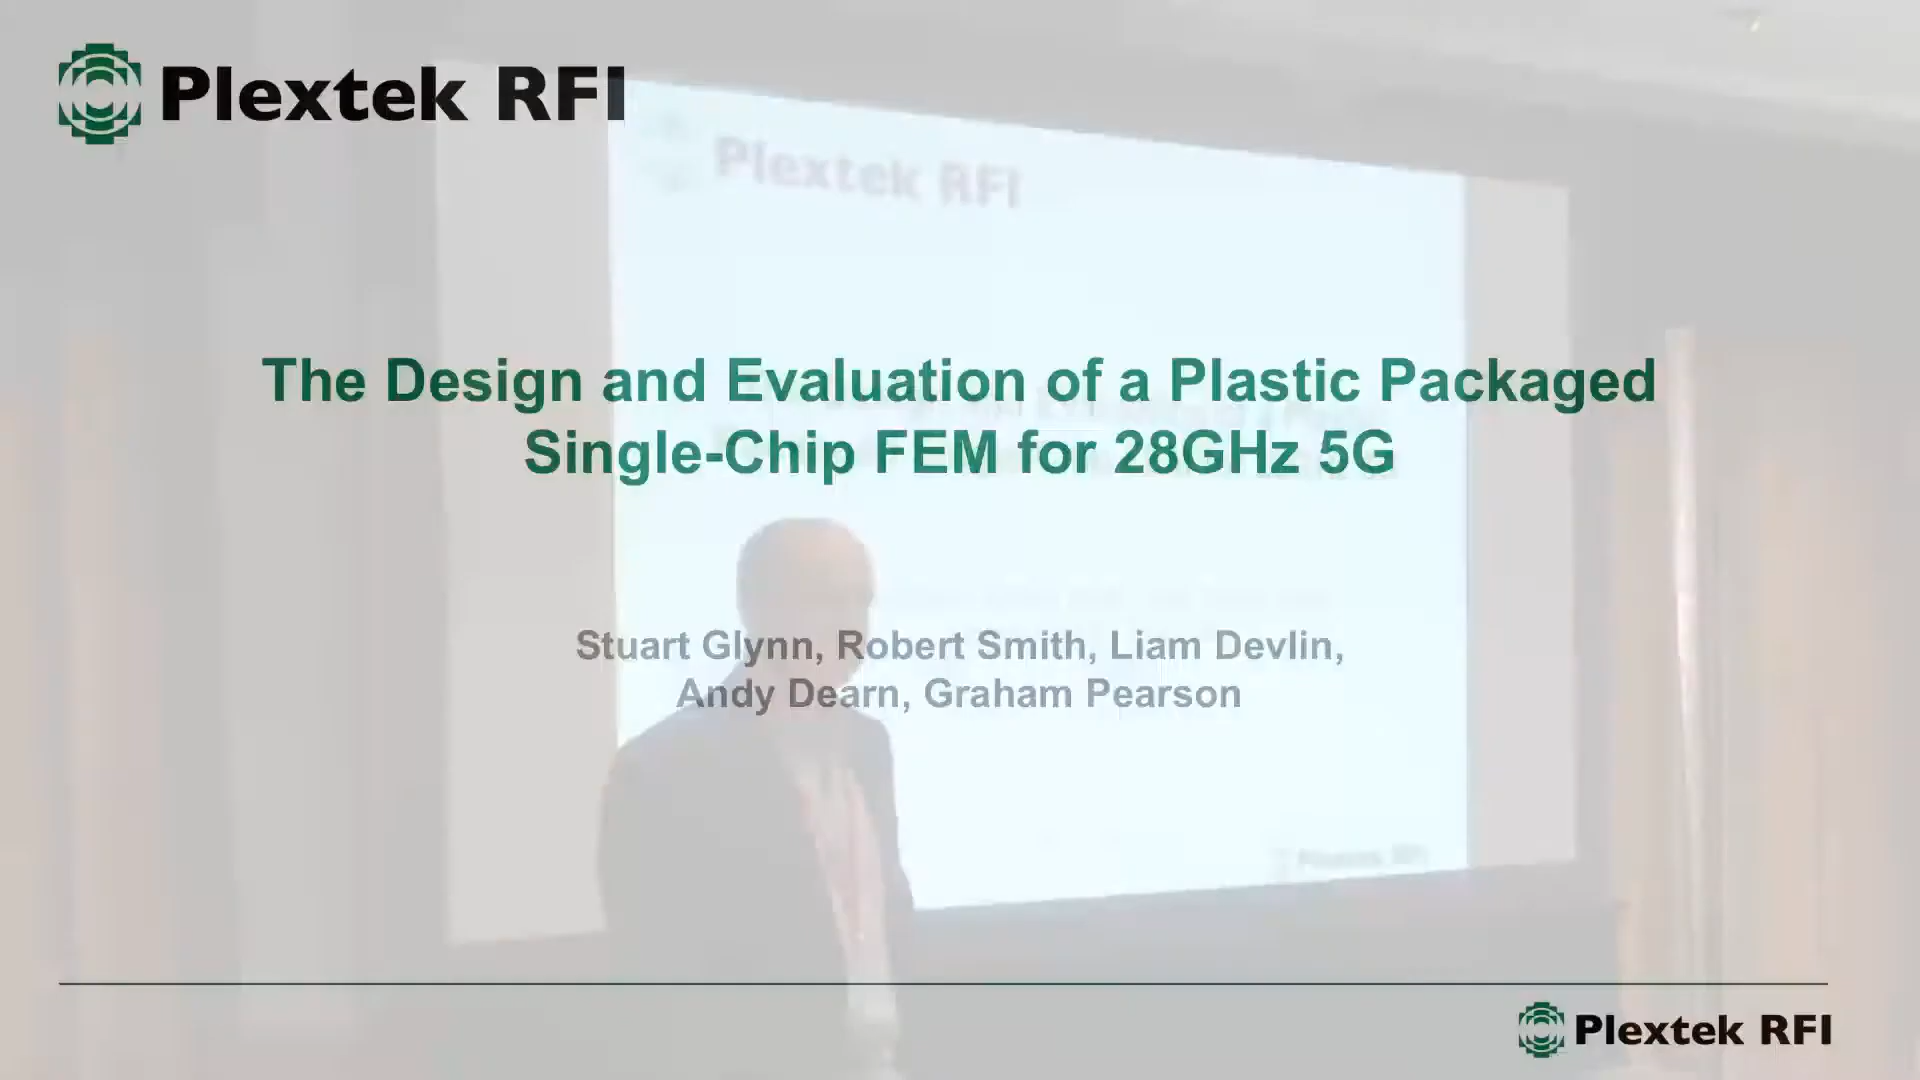 Plextek RFI
Plextek RFI
The Design and Evaluation of a Plastic Packaged
Single-Chip FEM for 28GHz 5G
Stuart Glynn, Robert Smith, Liam Devlin,
Andy Dearn, Graham Pearson
Plextek RFI